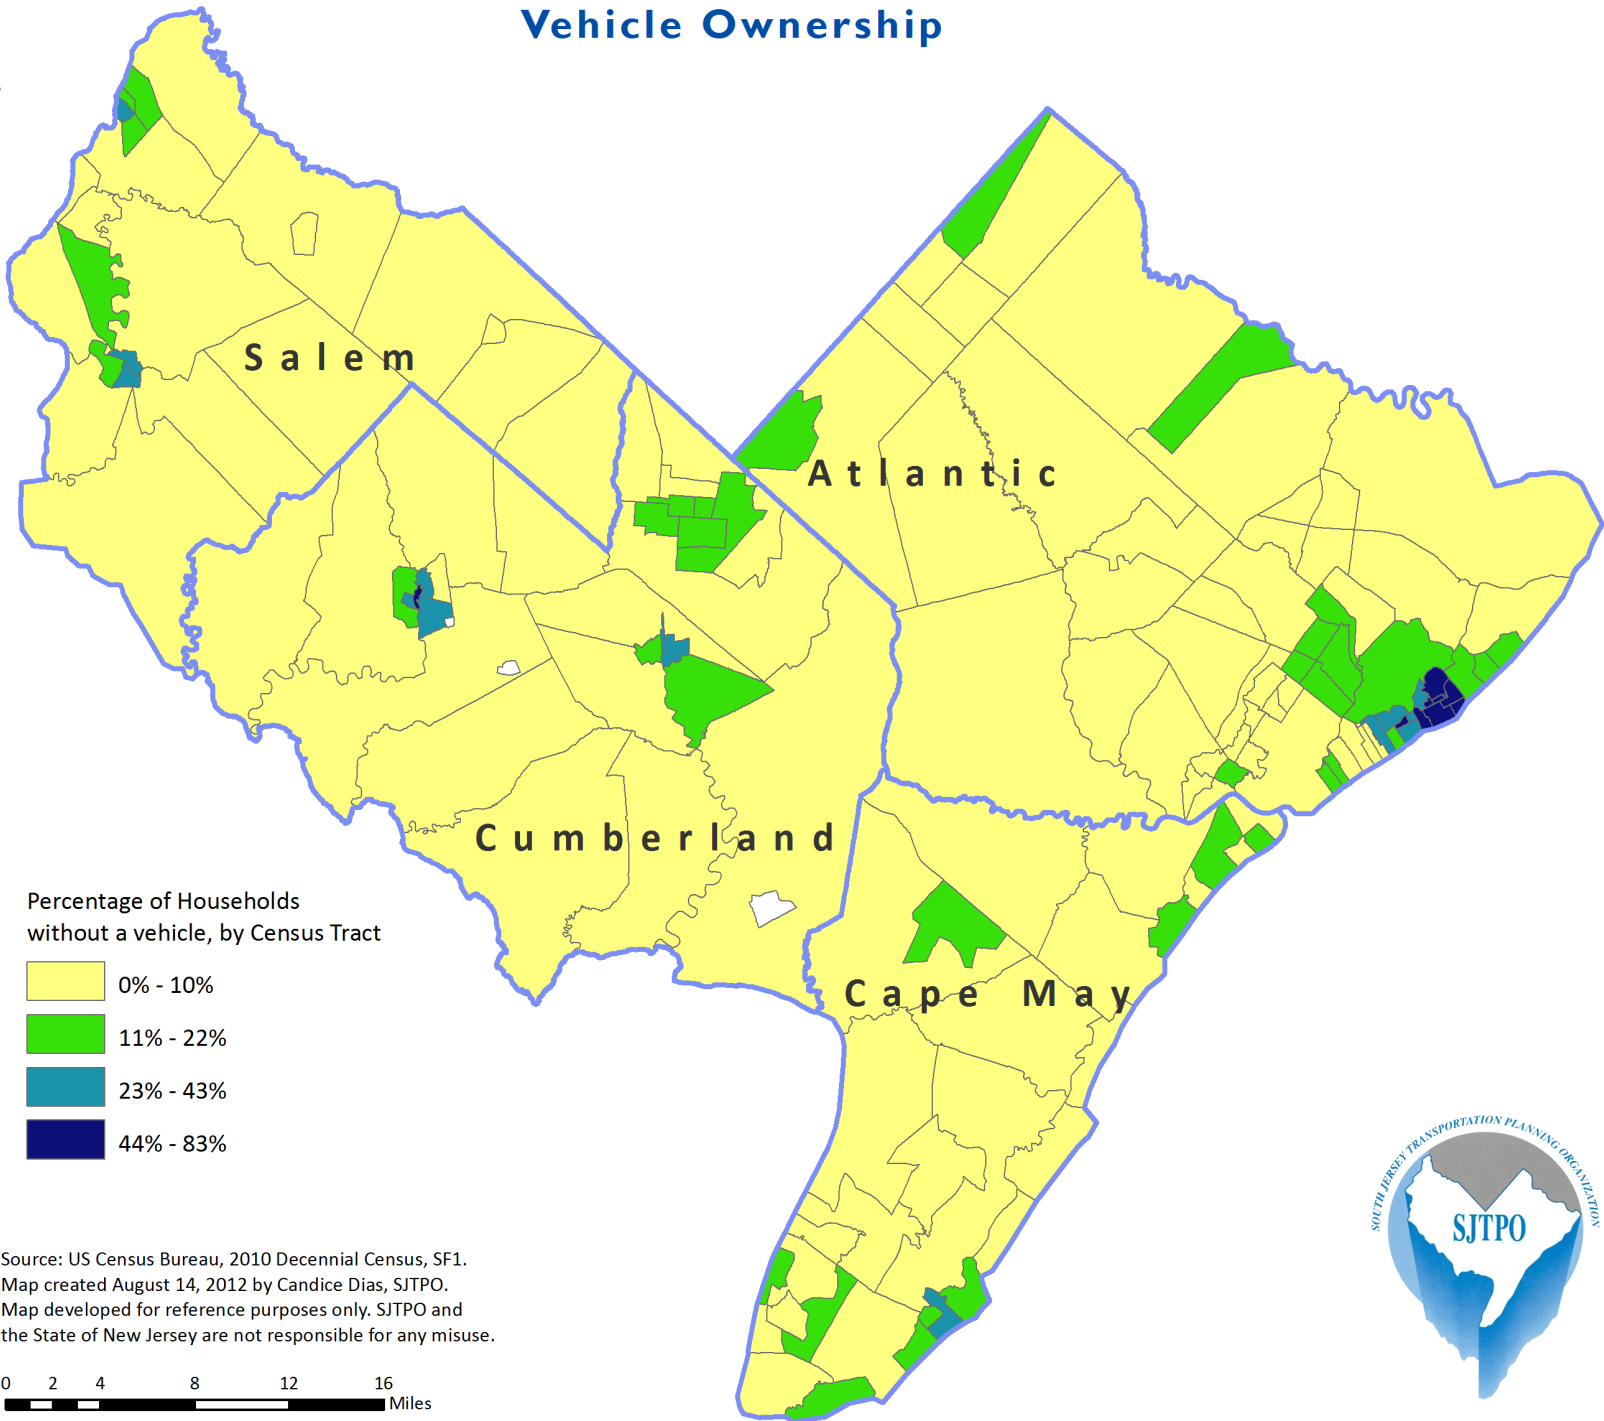 Vehicle Ownership
Salem
Atlantic
Cumberland
Cape May
Percentage of Households
without a vehicle, by Census Tract
0% - 10%
11% - 22%
23% - 43%
44% - 83%
Source: US Census Bureau, 2010 Decennial Census, SF1.
Map created August 14, 2012 by Candice Dias, SJTPO.
Map developed for reference purposes only. SJTPO and
the State of New Jersey are not responsible for any misuse.
0 2 4 8 12 16
Miles
SOUTH JERSEY TRANSPORTATION PLANNING ORGANIZATION
SJTPO